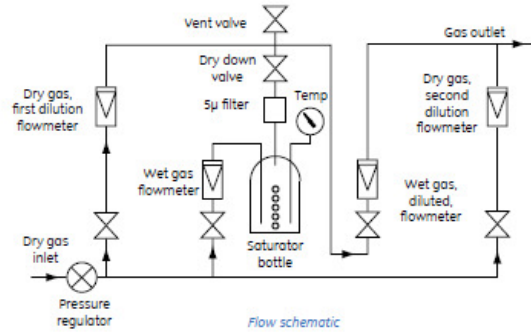 Vent valve
Gas outlet
Dry down
valve
Dry gas,
first dilution
flowmeter
5μ filter
Temp
Dry gas,
second
dilution
flowmeter
Wet gas
flowmeter
Wet gas,
diluted,
flowmeter
Dry gas
inlet
Saturator
bottle
Pressure
regulator
Flow schematic